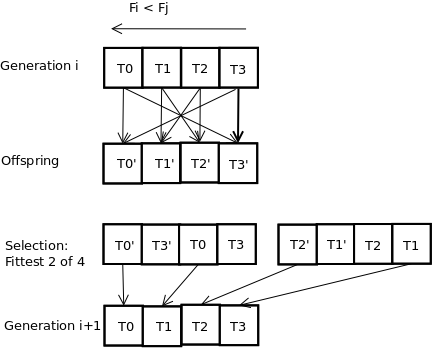 Fi < Fj
Generation i
T0 T1 T2 T3
Offspring
T0' T1' T2' T3'
Selection:
Fittest 2 of 4
T0' T3' T0 T3 T2' T1' T2 T1
Generation i+1
T0 T1 T2 T3